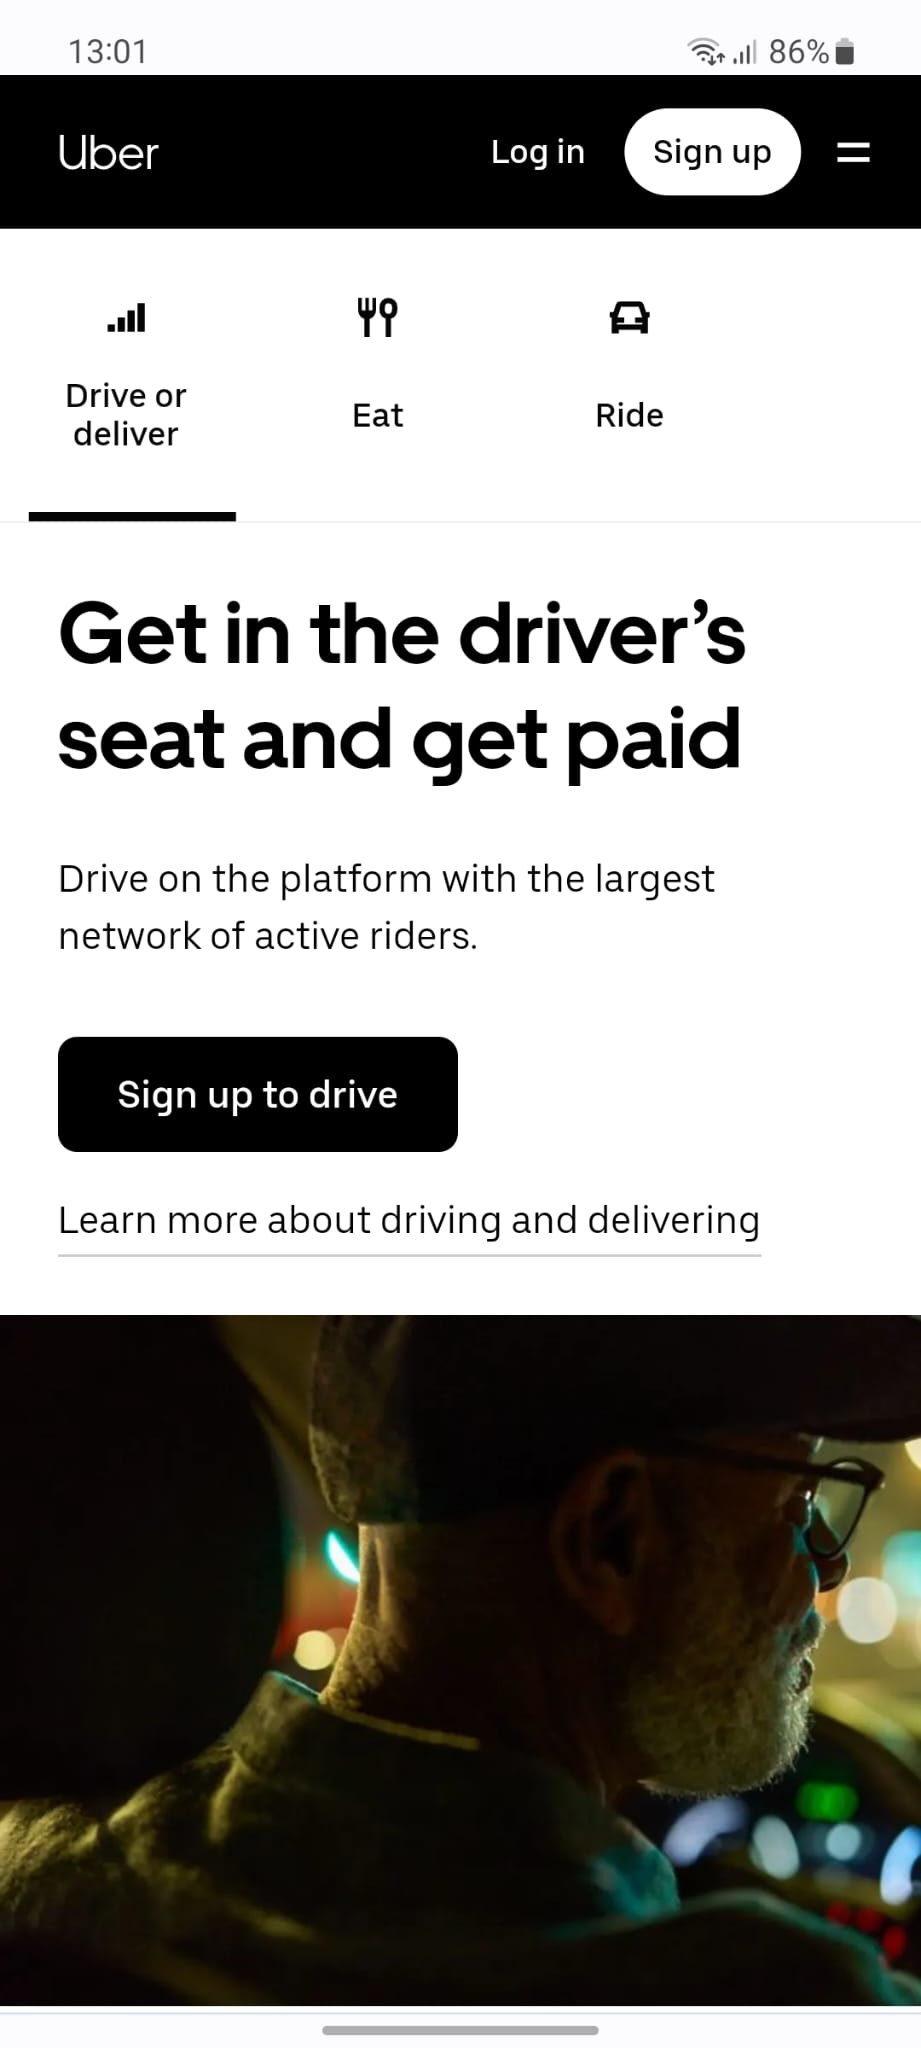 13:01
86%
Uber
Log in
Sign up
Drive or
deliver
Eat
Ride
Get in the driver’s
seat and get paid
Drive on the platform with the largest
network of active riders.
Sign up to drive
Learn more about driving and delivering